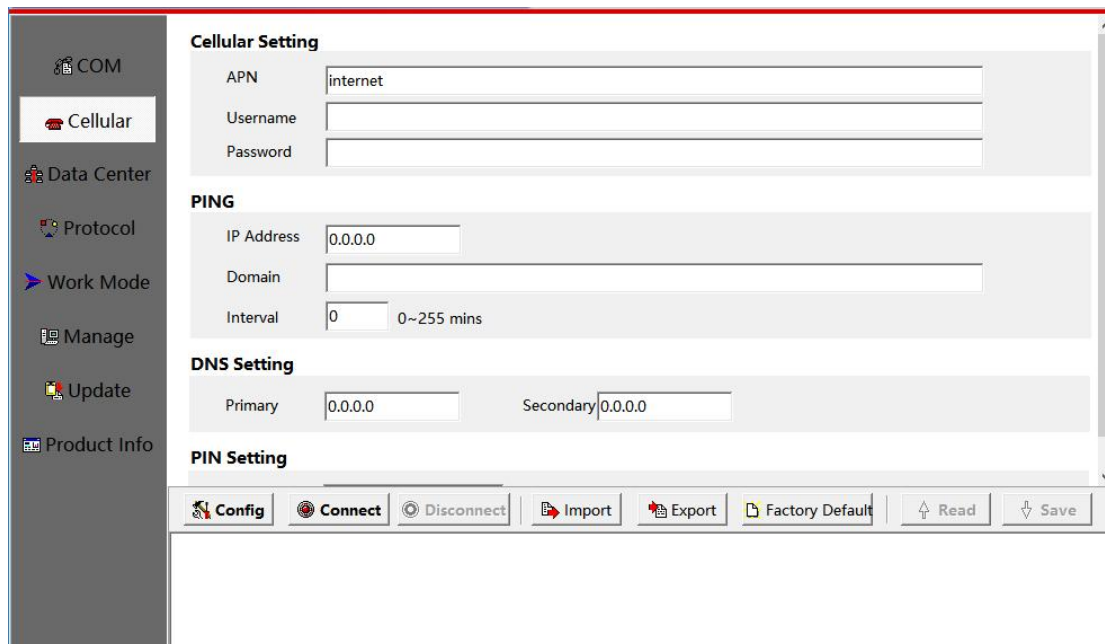 COM
Cellular
Data Center
Protocol
Work Mode
Manage
Update
Product Info
Cellular Setting
APN internet
Username
Password
PING
IP Address 0.0.0.0
Domain
Interval 0 0~255 mins
DNS Setting
Primary 0.0.0.0 Secondary 0.0.0.0
PIN Setting
Config Connect Disconnect Import Export Factory Default Read Save